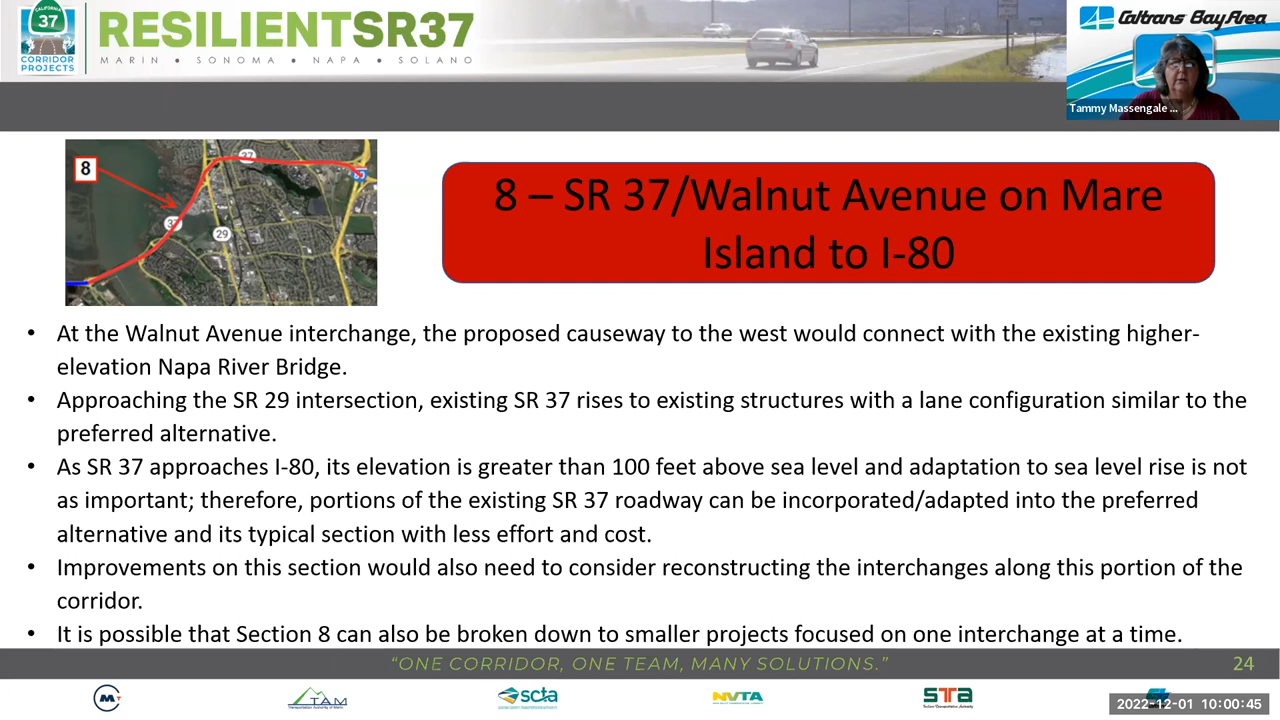 CALIFORNIA
37
CORRIDOR
PROJECTS
RESILIENTSR37
MARIN • SONOMA • NAPA • SOLANO
Caltrans Bay Area
Tammy Massengale ...
8
37
37
29
8 – SR 37/Walnut Avenue on Mare
Island to I-80
• At the Walnut Avenue interchange, the proposed causeway to the west would connect with the existing higher-
elevation Napa River Bridge.
• Approaching the SR 29 intersection, existing SR 37 rises to existing structures with a lane configuration similar to the
preferred alternative.
• As SR 37 approaches I-80, its elevation is greater than 100 feet above sea level and adaptation to sea level rise is not
as important; therefore, portions of the existing SR 37 roadway can be incorporated/adapted into the preferred
alternative and its typical section with less effort and cost.
• Improvements on this section would also need to consider reconstructing the interchanges along this portion of the
corridor.
• It is possible that Section 8 can also be broken down to smaller projects focused on one interchange at a time.
"ONE CORRIDOR, ONE TEAM, MANY SOLUTIONS."
24
MT
TAM
Transportation Authority of Marin
scta
NVTA
STA
Solano Transportation Authority
2022-12-01 10:00:45